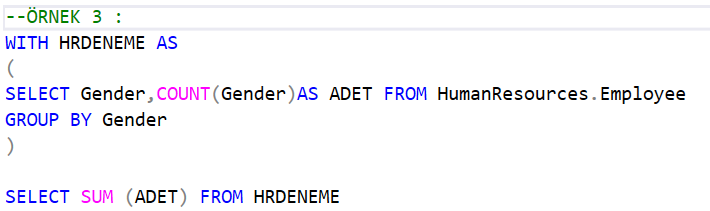 --ÖRNEK 3 :
WITH HRDENEME AS
(
SELECT Gender,COUNT(Gender)AS ADET FROM HumanResources.Employee
GROUP BY Gender
)
SELECT SUM (ADET) FROM HRDENEME